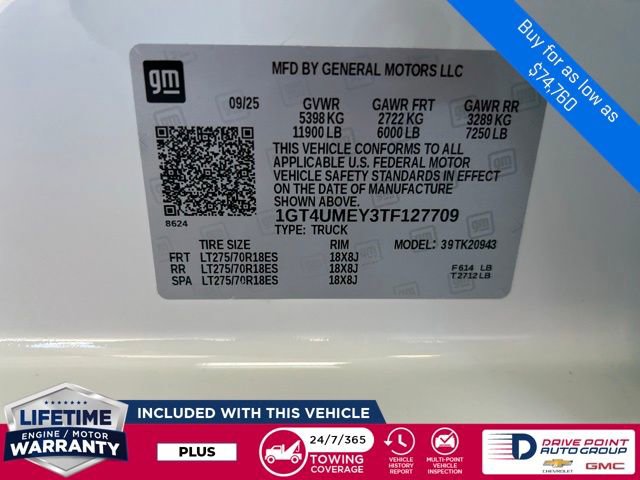 Buy for as low as
$74,760
gm
MFD BY GENERAL MOTORS LLC
09/25 GVWR GAWR FRT GAWR RR
5398 KG 2722 KG 3289 KG
11900 LB 6000 LB 7250 LB
THIS VEHICLE CONFORMS TO ALL
APPLICABLE U.S. FEDERAL MOTOR
VEHICLE SAFETY STANDARDS IN EFFECT
ON THE DATE OF MANUFACTURE
SHOWN ABOVE.
8624
1GT4UMEY3TF127709
TYPE: TRUCK
TIRE SIZE RIM MODEL: 39TK20943
FRT LT275/70R18ES 18X8J
RR LT275/70R18ES 18X8J
SPA LT275/70R18ES 18X8J
F614 LB
T2712LB
LIFETIME
ENGINE / MOTOR
WARRANTY
INCLUDED WITH THIS VEHICLE
PLUS
24/7/365
TOWING
COVERAGE
VEHICLE
HISTORY
REPORT
MULTI-POINT
VEHICLE
INSPECTION
DRIVE POINT
AUTO GROUP
CHEVROLET GMC